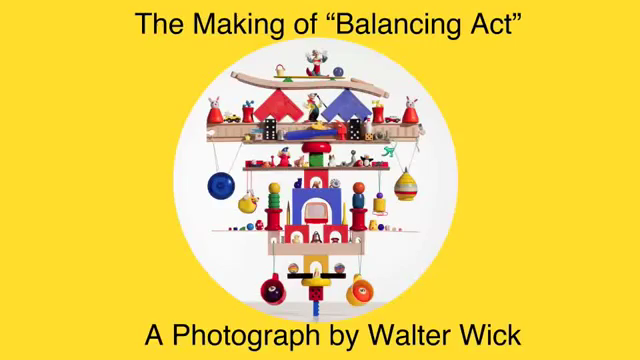 The Making of “Balancing Act”
A Photograph by Walter Wick